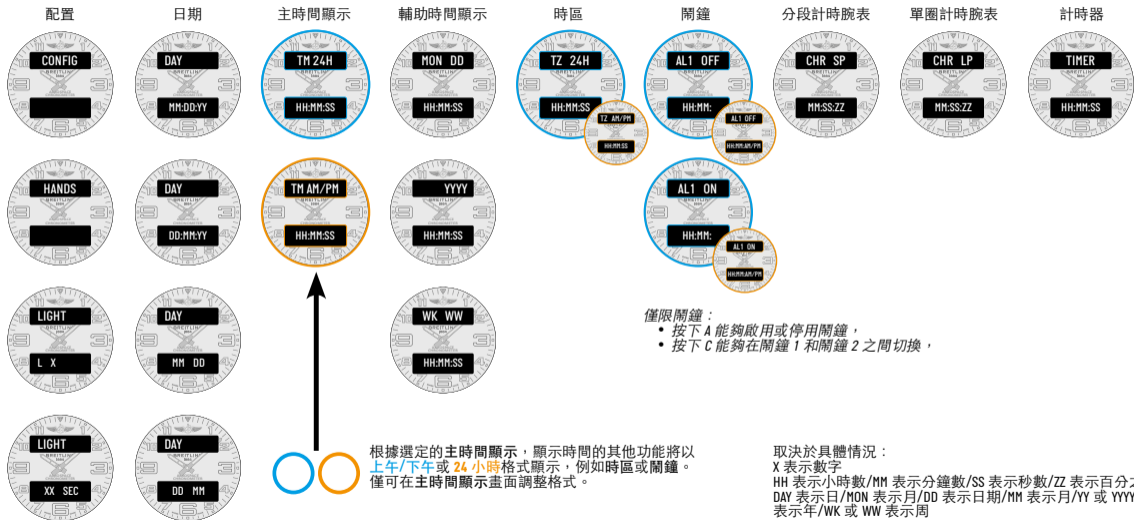 配置 日期 主時間顯示 輔助時間顯示 時區 鬧鐘 分段計時腕表 單圈計時腕表 計時器
CONFIG DAY TM 24H MON DD TZ 24H AL1 OFF CHR SP CHR LP TIMER
MM:DD:YY HH:MM:SS HH:MM:SS HH:MM:SS HH:MM: MM:SS:ZZ MM:SS:ZZ HH:MM:SS
TZ AM/PM AL1 OFF
HH:MM:SS HH:MM:AM/PM
HANDS DAY TM AM/PM YYYY AL1 ON
DD:MM:YY HH:MM:SS HH:MM:SS HH:MM:
AL1 ON
HH:MM:AM/PM
LIGHT DAY WK WW
L X MM DD HH:MM:SS
僅限鬧鐘：
• 按下 A 能夠啟用或停用鬧鐘，
• 按下 C 能夠在鬧鐘 1 和鬧鐘 2 之間切換，
LIGHT DAY
XX SEC DD MM
根據選定的主時間顯示，顯示時間的其他功能將以
上午/下午或 24 小時格式顯示，例如時區或鬧鐘。
僅可在主時間顯示畫面調整格式。
取決於具體情況：
X 表示數字
HH 表示小時數/MM 表示分鐘數/SS 表示秒數/ZZ 表示百分
DAY 表示日/MON 表示月/DD 表示日期/MM 表示月/YY 或 YYYY
表示年/WK 或 WW 表示周